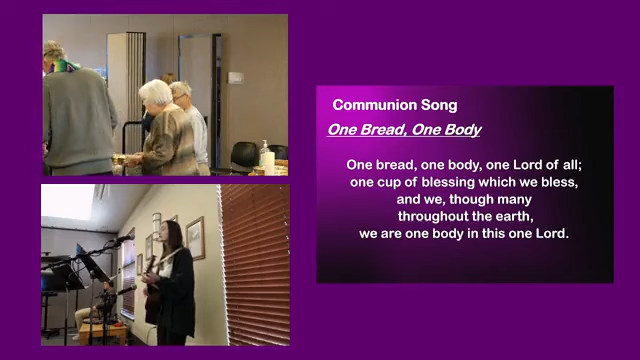 Communion Song
One Bread, One Body
One bread, one body, one Lord of all;
one cup of blessing which we bless,
and we, though many
throughout the earth,
we are one body in this one Lord.